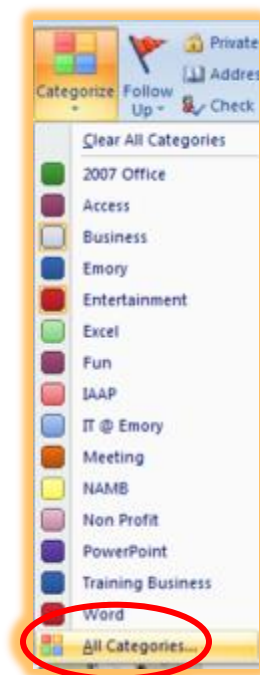 Private
Addres
Categorize Follow Up
Check
Clear All Categories
2007 Office
Access
Business
Emory
Entertainment
Excel
Fun
IAAP
IT @ Emory
Meeting
NAMB
Non Profit
PowerPoint
Training Business
Word
All Categories...